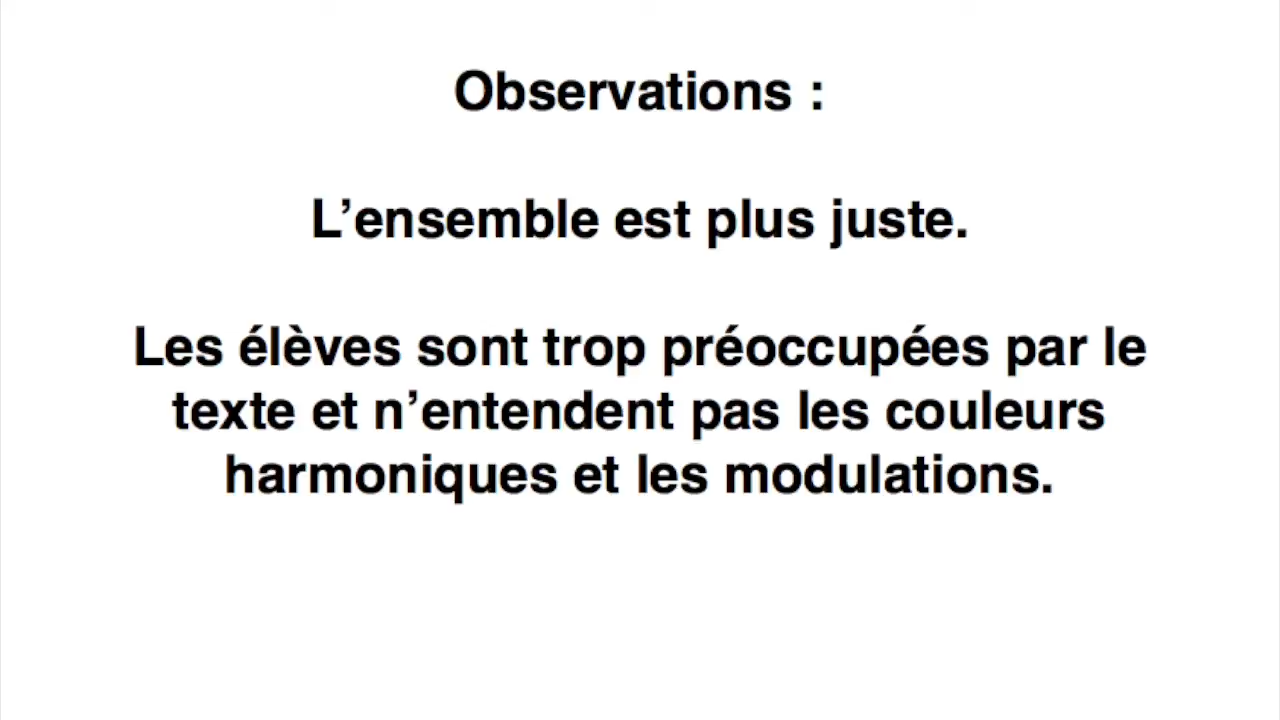 Observations :
L’ensemble est plus juste.
Les élèves sont trop préoccupées par le
texte et n’entendent pas les couleurs
harmoniques et les modulations.